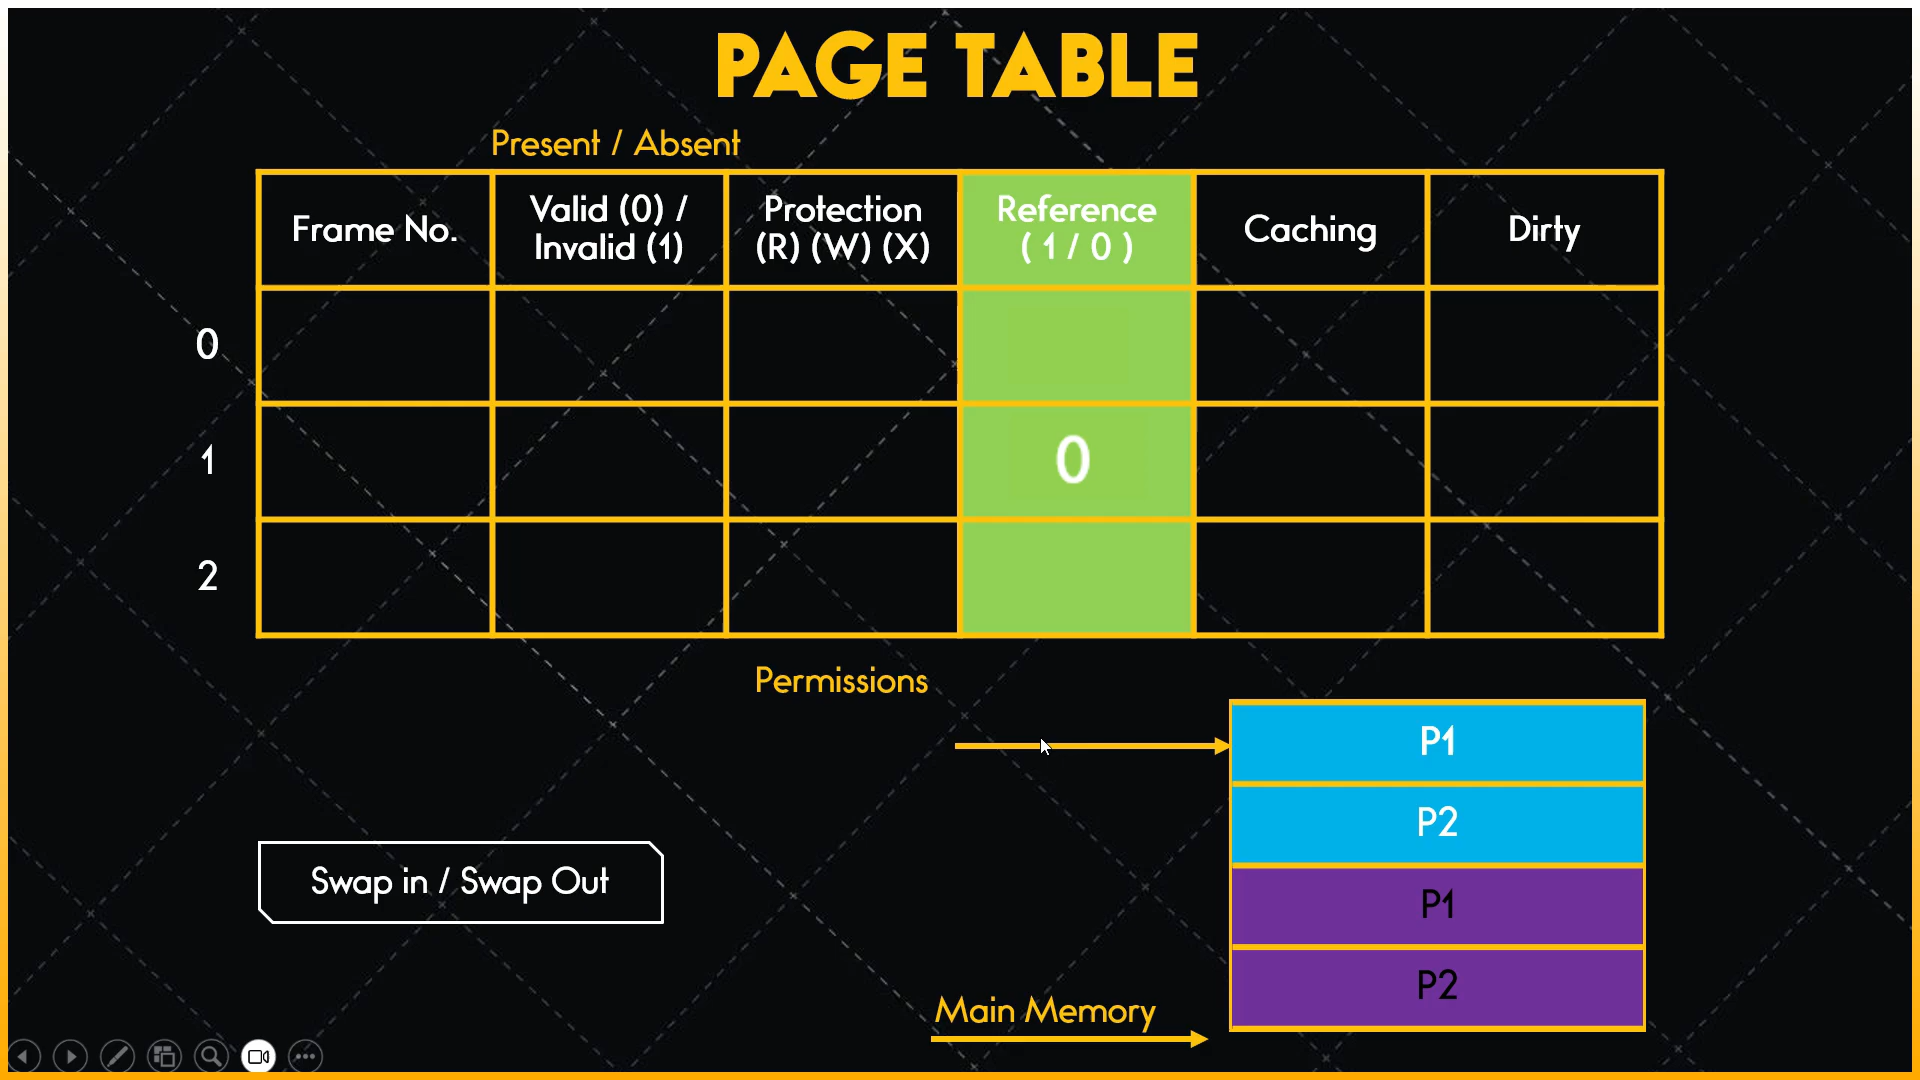 PAGE TABLE
Present / Absent
Frame No.
Valid (0) /
Invalid (1)
Protection
(R) (W) (X)
Reference
( 1 / 0 )
Caching
Dirty
0
1
0
2
Permissions
P1
P2
Swap in / Swap Out
P1
P2
Main Memory